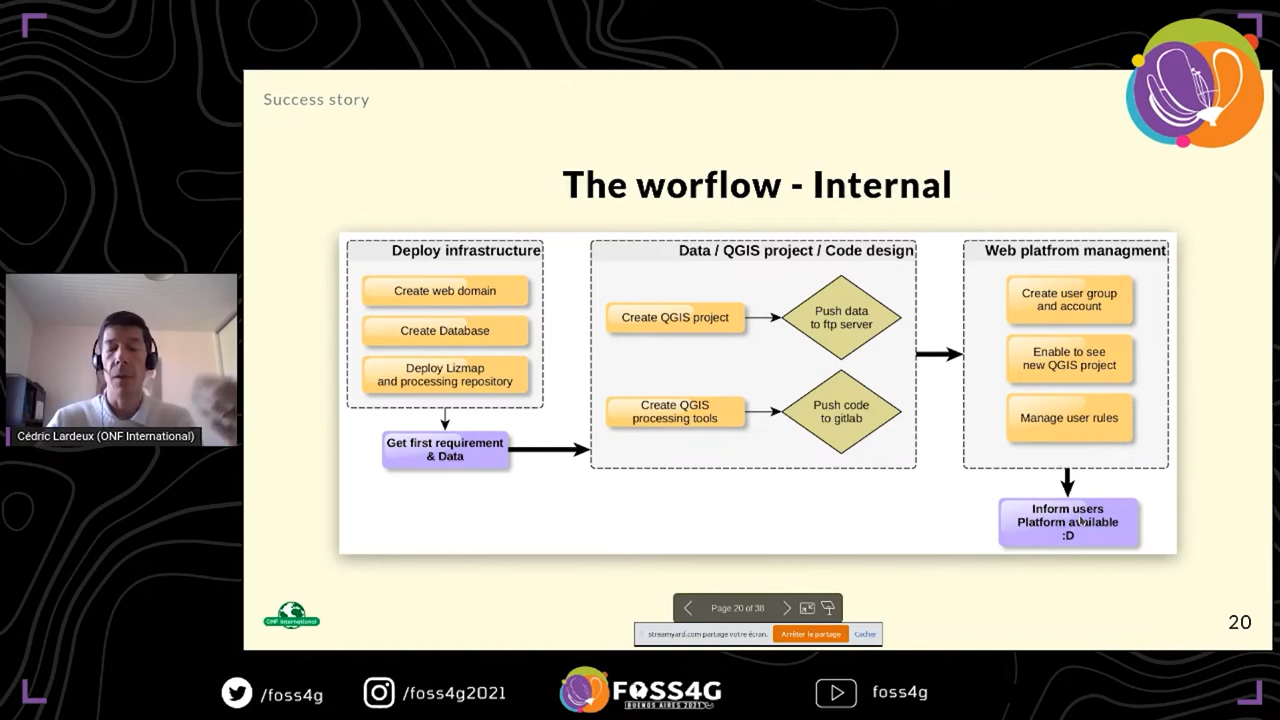 Success story
The worflow - Internal
Deploy infrastructure
Create web domain
Create Database
Deploy Lizmap
and processing repository
Get first requirement
& Data
Data / QGIS project / Code design
Create QGIS project
Push data
to ftp server
Create QGIS
processing tools
Push code
to gitlab
Web platfrom managment
Create user group
and account
Enable to see
new QGIS project
Manage user rules
Inform users
Platform available
:D
Cédric Lardeux (ONF International)
ONF International
Page 20 of 38
streamyard.com partage votre écran.
Arrêter le partage
Cacher
20
/foss4g
/foss4g2021
FOSS4G
BUENOS AIRES 2021
foss4g